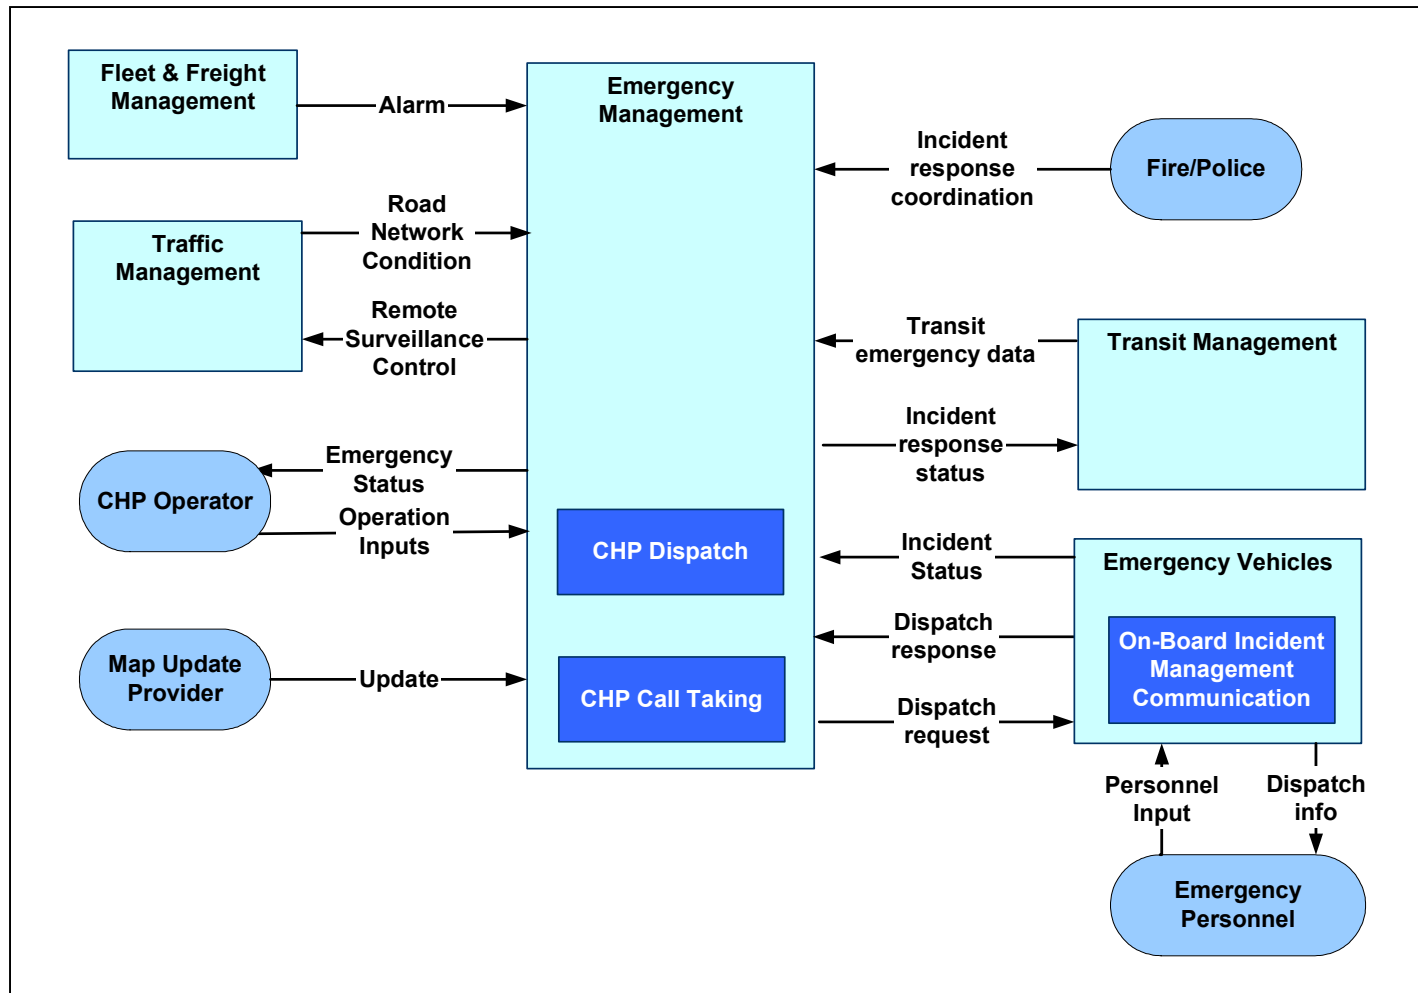 Fleet & Freight
Management
Alarm
Emergency
Management
Incident
response
coordination
Fire/Police
Road
Network
Condition
Traffic
Management
Remote
Surveillance
Control
Transit
emergency data
Transit Management
Incident
response
status
Emergency
Status
CHP Operator
Operation
Inputs
CHP Dispatch
Incident
Status
Emergency Vehicles
Dispatch
response
On-Board Incident
Management
Communication
Map Update
Provider
Update
CHP Call Taking
Dispatch
request
Personnel
Input
Dispatch
info
Emergency
Personnel